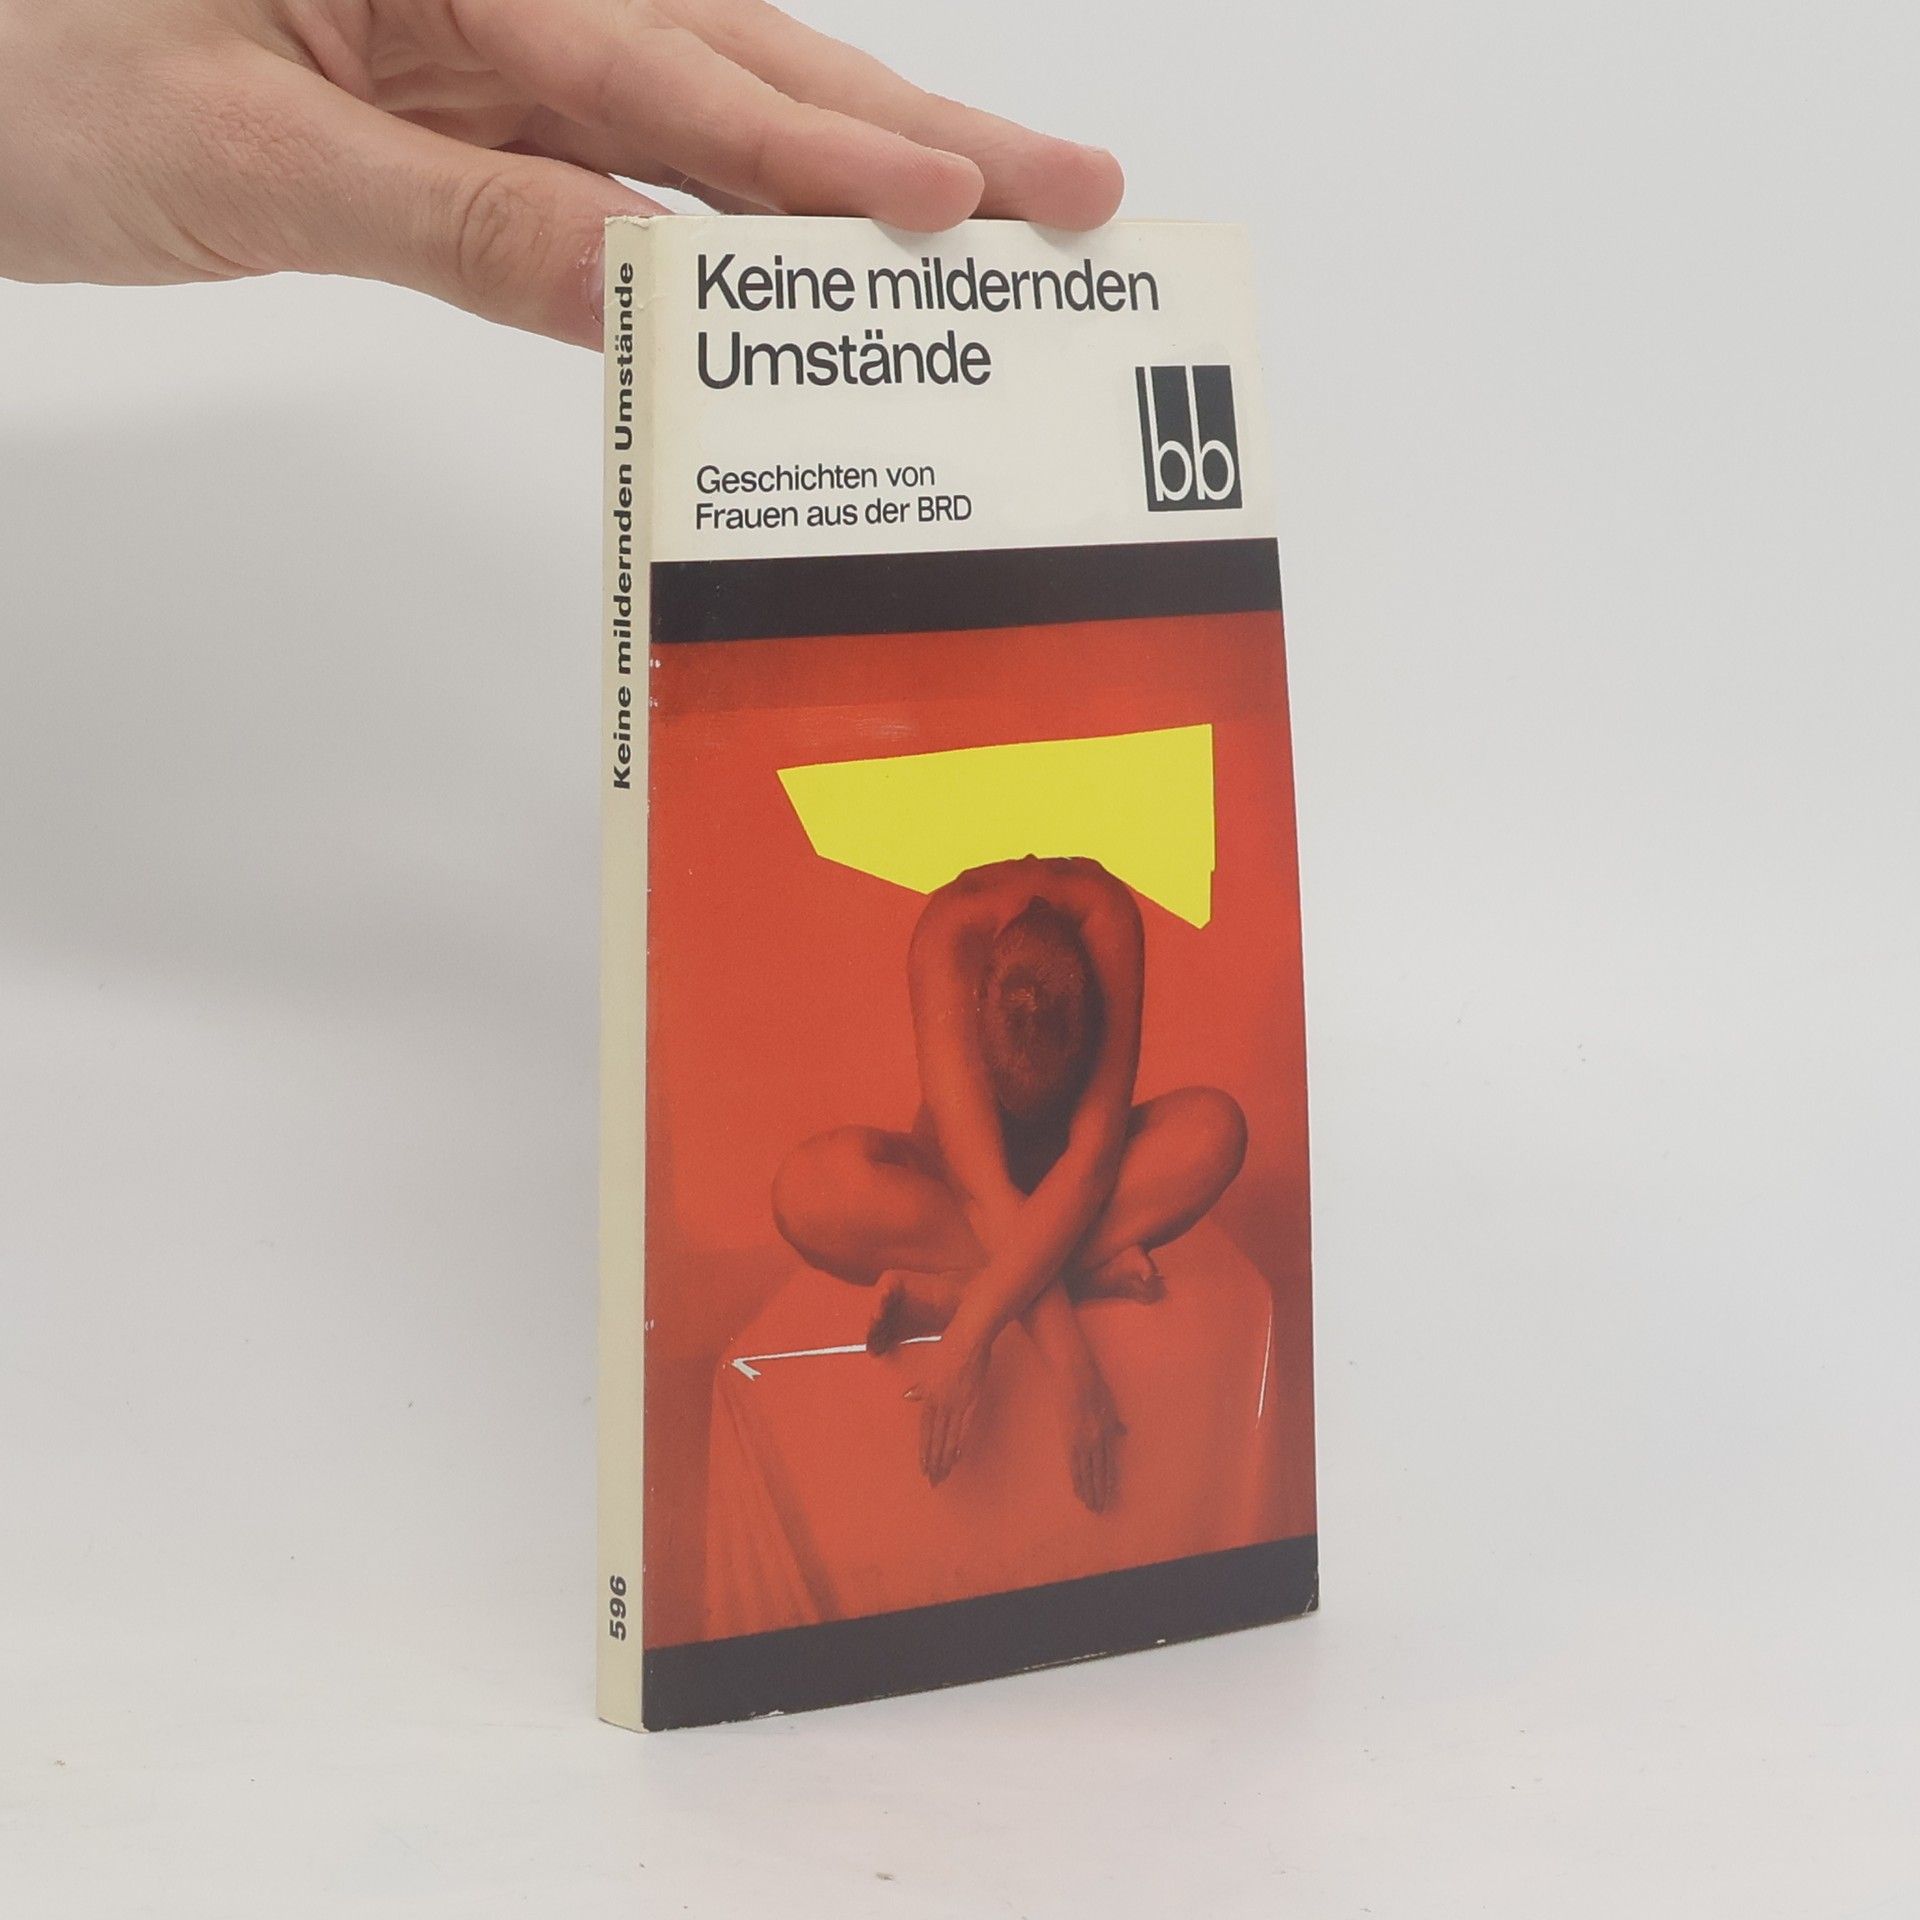 Keine mildernden
Umstände
bb
Geschichten von
Frauen aus der BRD
Keine mildernden Umstände
596